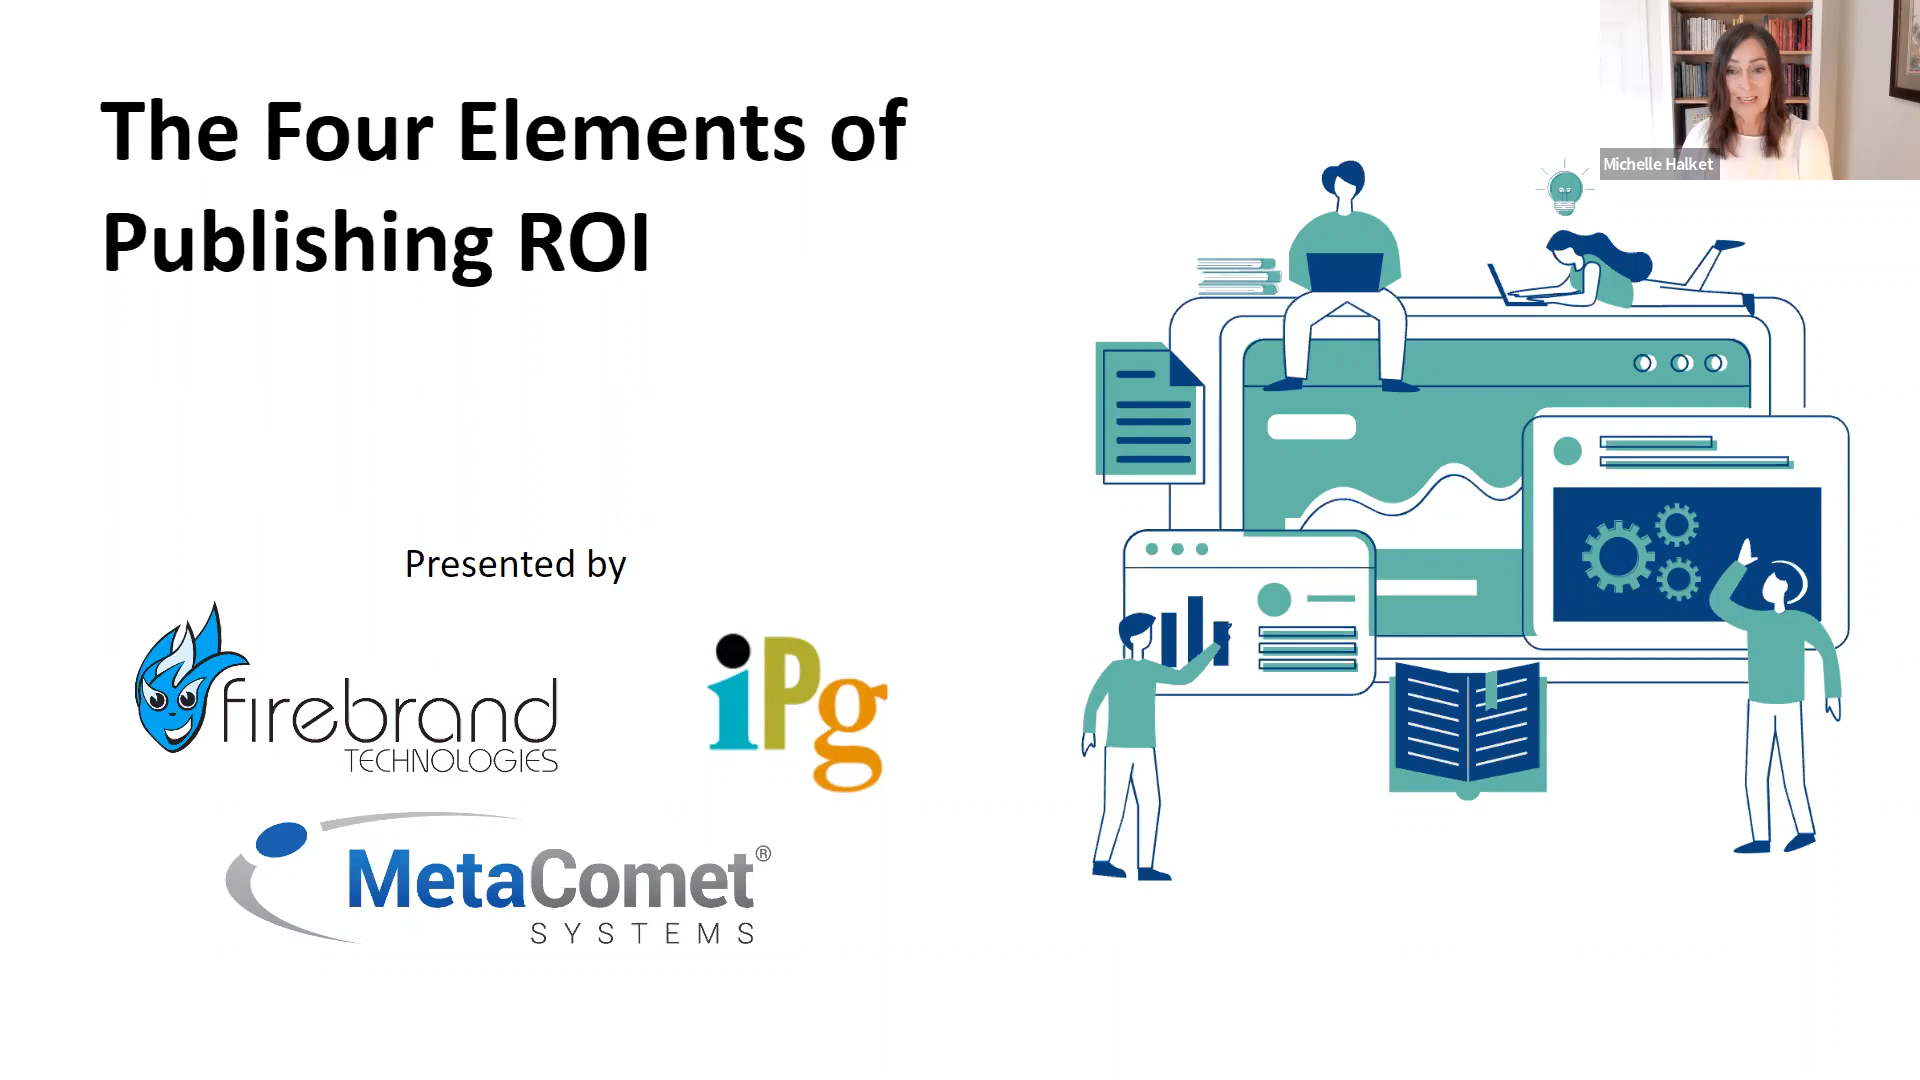 The Four Elements of
Publishing ROI
Michelle Halket
Presented by
firebrand
TECHNOLOGIES
iPg
MetaComet®
SYSTEMS